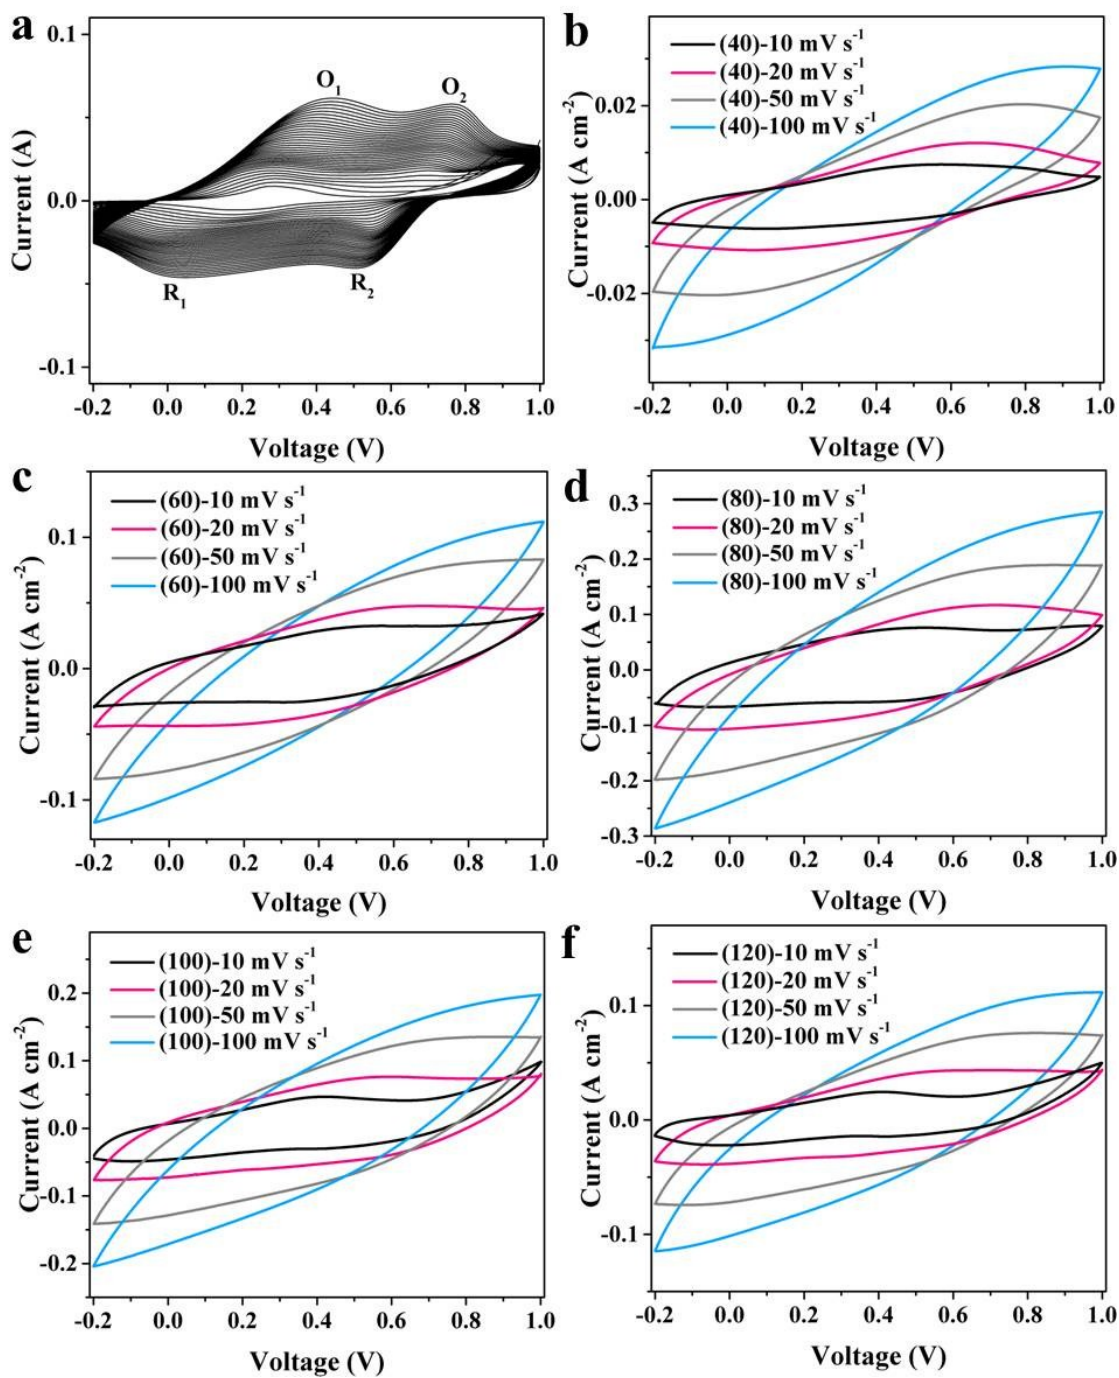 a
0.1
O₁
O₂
0.0
R₁
R₂
-0.1
Current (A)
-0.2 0.0 0.2 0.4 0.6 0.8 1.0
Voltage (V)
b
(40)-10 mV s⁻¹
(40)-20 mV s⁻¹
(40)-50 mV s⁻¹
(40)-100 mV s⁻¹
0.02
0.00
-0.02
Current (A cm⁻²)
-0.2 0.0 0.2 0.4 0.6 0.8 1.0
Voltage (V)
c
(60)-10 mV s⁻¹
(60)-20 mV s⁻¹
(60)-50 mV s⁻¹
(60)-100 mV s⁻¹
0.1
0.0
-0.1
Current (A cm⁻²)
-0.2 0.0 0.2 0.4 0.6 0.8 1.0
Voltage (V)
d
(80)-10 mV s⁻¹
(80)-20 mV s⁻¹
(80)-50 mV s⁻¹
(80)-100 mV s⁻¹
0.3
0.2
0.1
0.0
-0.1
-0.2
-0.3
Current (A cm⁻²)
-0.2 0.0 0.2 0.4 0.6 0.8 1.0
Voltage (V)
e
(100)-10 mV s⁻¹
(100)-20 mV s⁻¹
(100)-50 mV s⁻¹
(100)-100 mV s⁻¹
0.2
0.1
0.0
-0.1
-0.2
Current (A cm⁻²)
-0.2 0.0 0.2 0.4 0.6 0.8 1.0
Voltage (V)
f
(120)-10 mV s⁻¹
(120)-20 mV s⁻¹
(120)-50 mV s⁻¹
(120)-100 mV s⁻¹
0.1
0.0
-0.1
Current (A cm⁻²)
-0.2 0.0 0.2 0.4 0.6 0.8 1.0
Voltage (V)